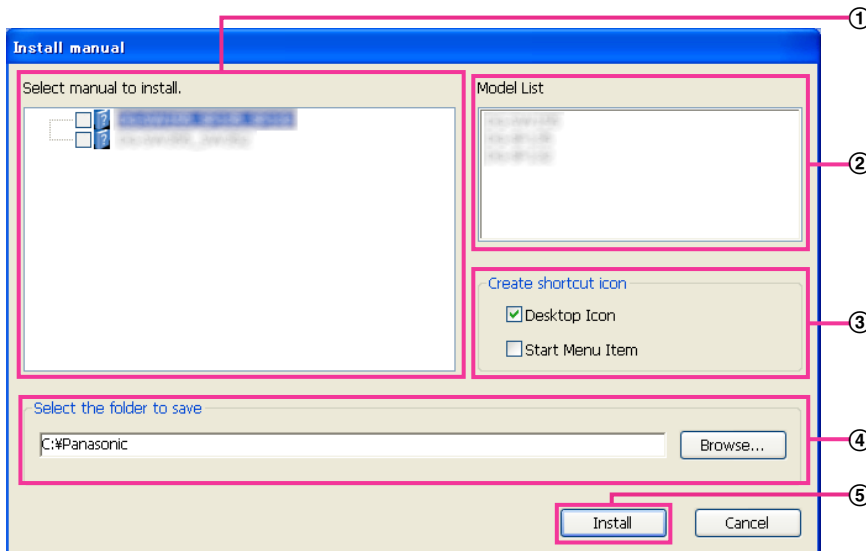 ①
Install manual
Select manual to install.
Model List
②
Create shortcut icon
Desktop Icon
③
Start Menu Item
Select the folder to save
C:¥Panasonic
Browse...
④
⑤
Install
Cancel